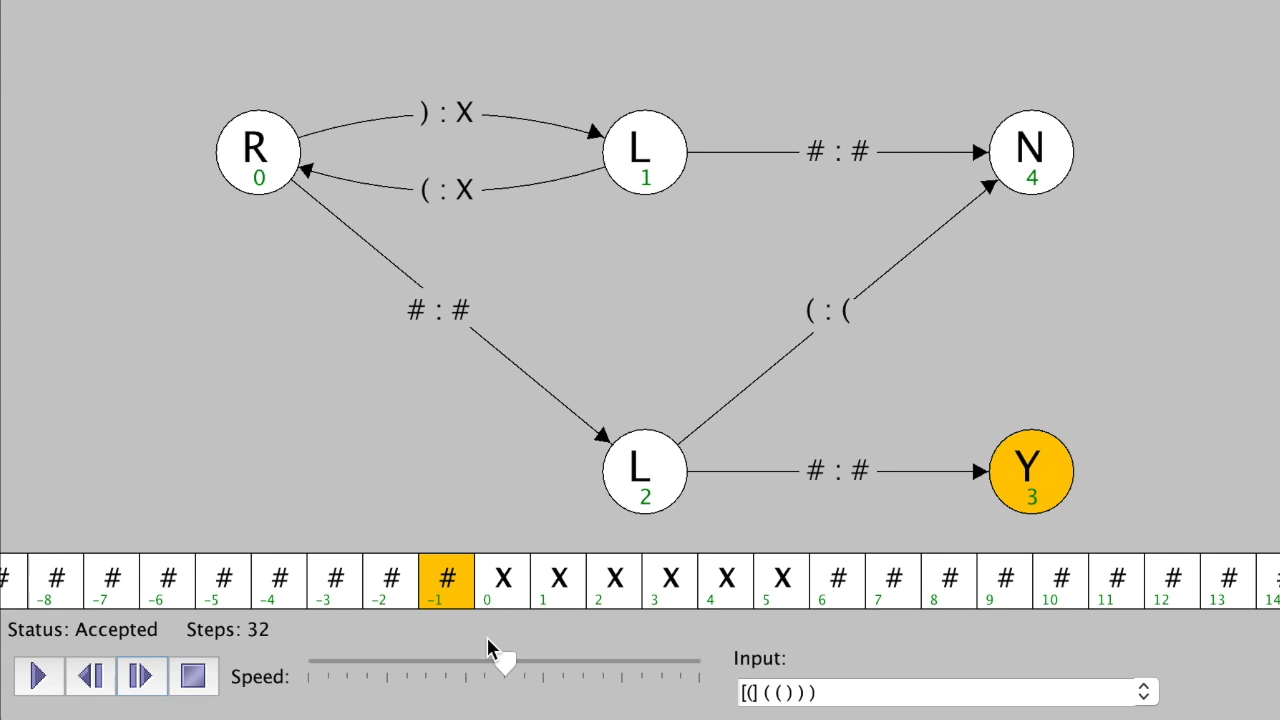 ) : X
R
0
L
1
# : #
N
4
( : X
# : #
( : (
L
2
# : #
Y
3
# # # # # # # # # X X X X X X # # # # # # # # #
-8 -7 -6 -5 -4 -3 -2 -1 0 1 2 3 4 5 6 7 8 9 10 11 12 13 14
Status: Accepted Steps: 32
Input:
Speed:
[(] ( ( ) ) )